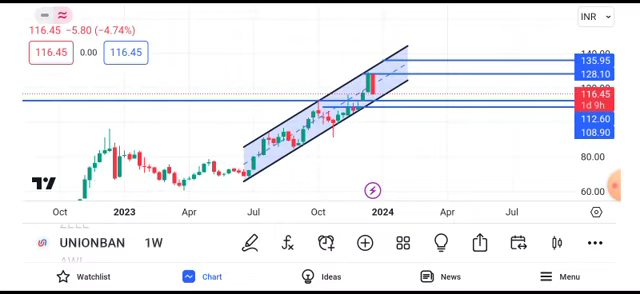 INR
116.45 −5.80 (−4.74%)
116.45 0.00 116.45
140.00
135.95
128.10
116.45
1d 9h
112.60
108.90
80.00
60.00
Oct 2023 Apr Jul Oct 2024 Apr Jul
UNIONBAN 1W
Watchlist Chart Ideas News Menu